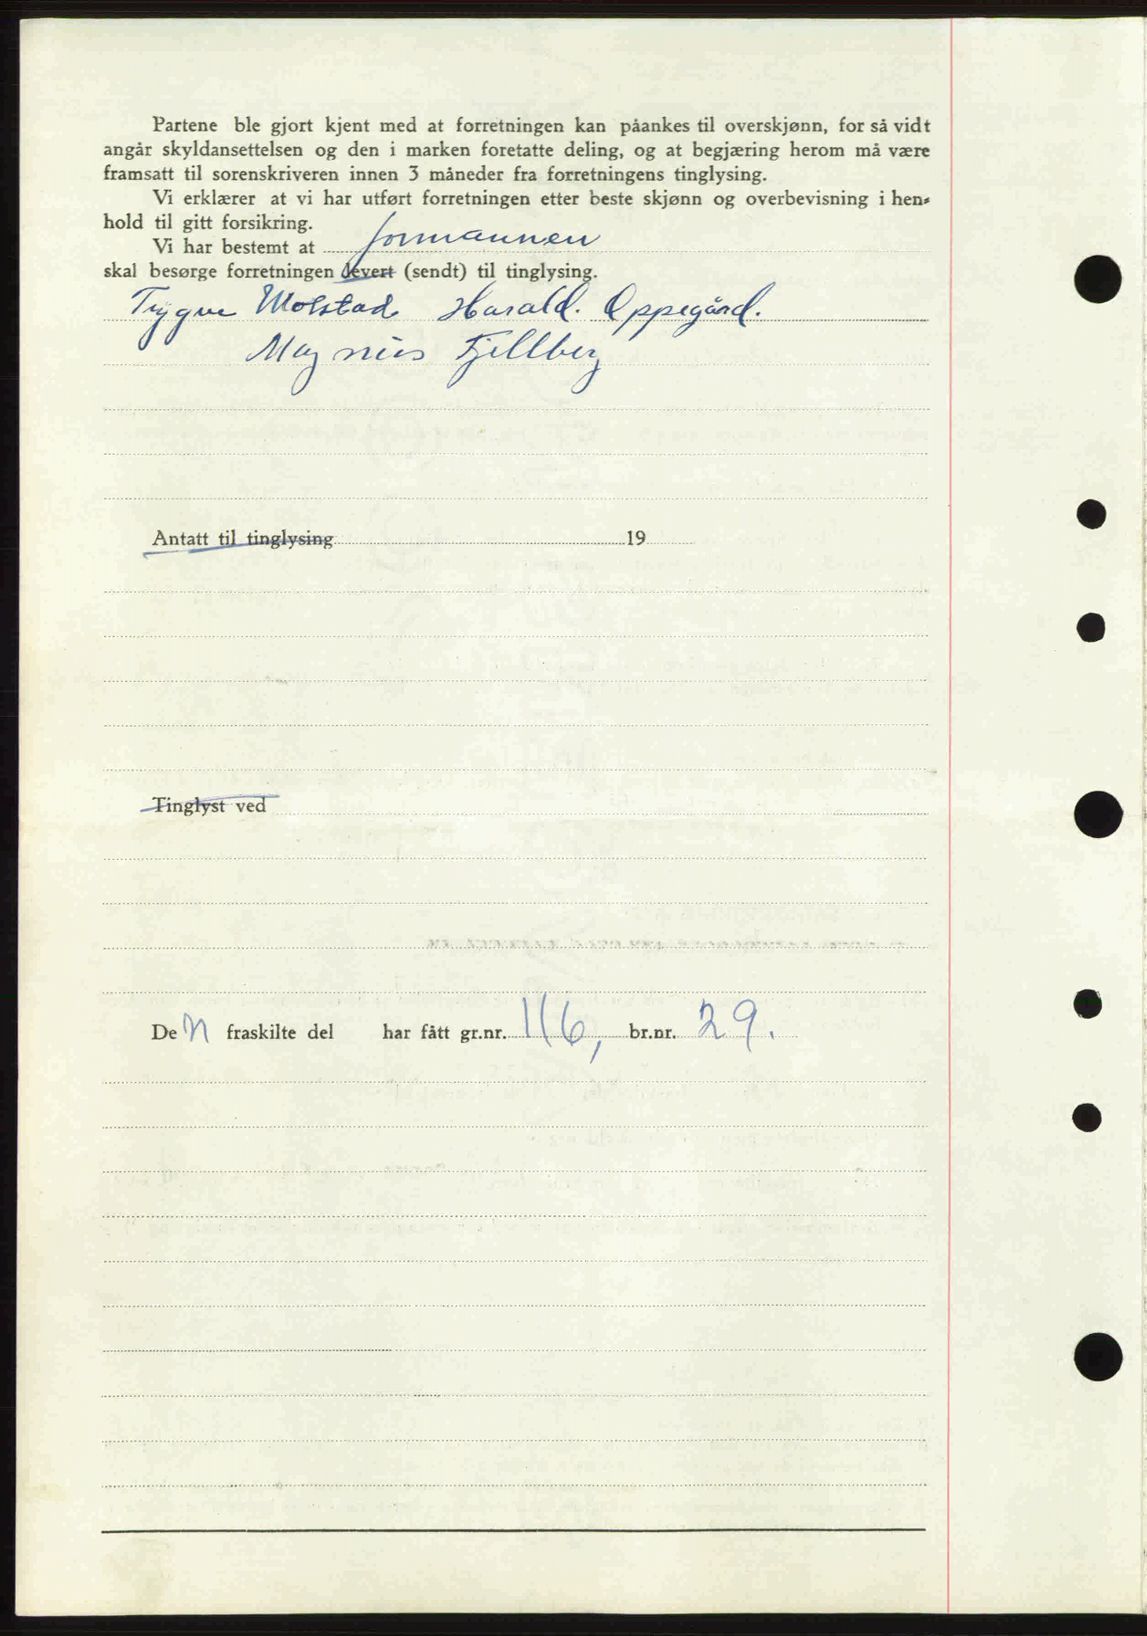 Partene ble gjort kjent med at forretningen kan påankes til overskjønn, for så vidt
angår skyldansettelsen og den i marken foretatte deling, og at begjæring herom må være
framsatt til sorenskriveren innen 3 måneder fra forretningens tinglysing.
Vi erklærer at vi har utført forretningen etter beste skjønn og overbevisning i hen-
hold til gitt forsikring.
Vi har bestemt at formannen
skal besørge forretningen levert (sendt) til tinglysing.
Trygve Molstad Harald. Oppegård.
Magnus Fjellberg
Antatt til tinglysing 19
Tinglyst ved
De n fraskilte del har fått gr.nr. 116, br.nr. 29.